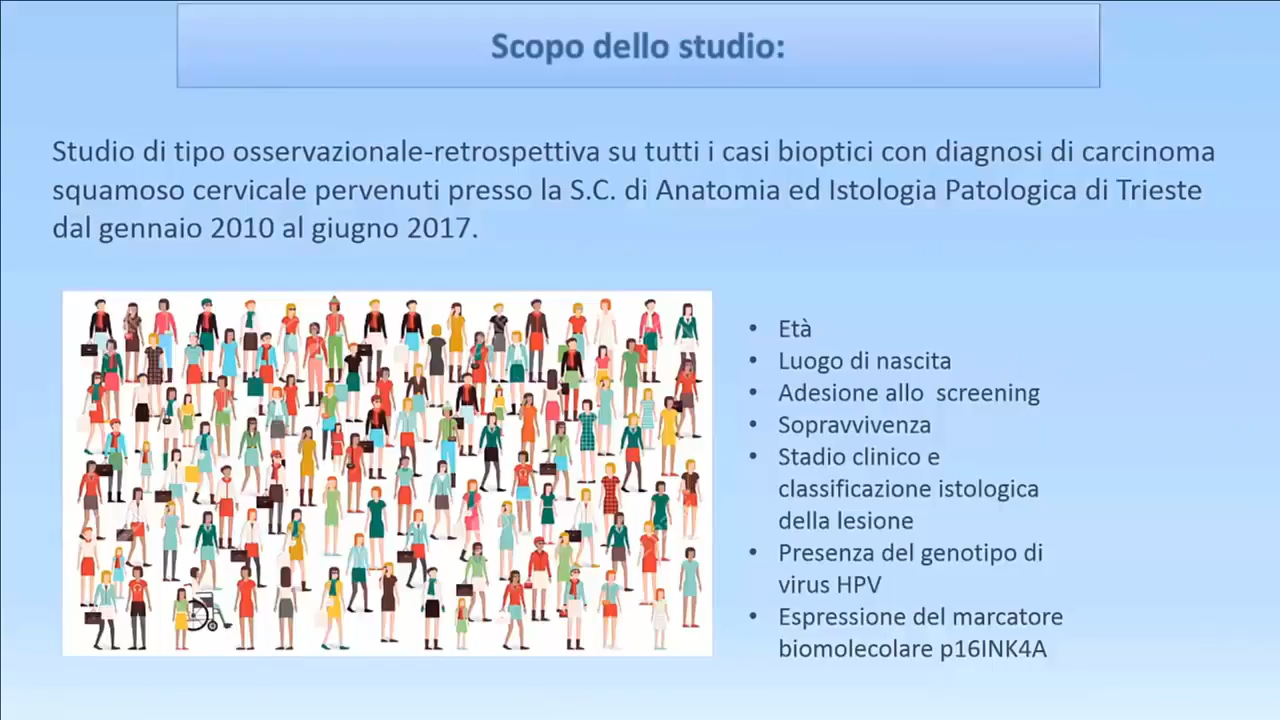 Scopo dello studio:
Studio di tipo osservazionale-retrospettiva su tutti i casi bioptici con diagnosi di carcinoma
squamoso cervicale pervenuti presso la S.C. di Anatomia ed Istologia Patologica di Trieste
dal gennaio 2010 al giugno 2017.
• Età
• Luogo di nascita
• Adesione allo  screening
• Sopravvivenza
• Stadio clinico e
classificazione istologica
della lesione
• Presenza del genotipo di
virus HPV
• Espressione del marcatore
biomolecolare p16INK4A